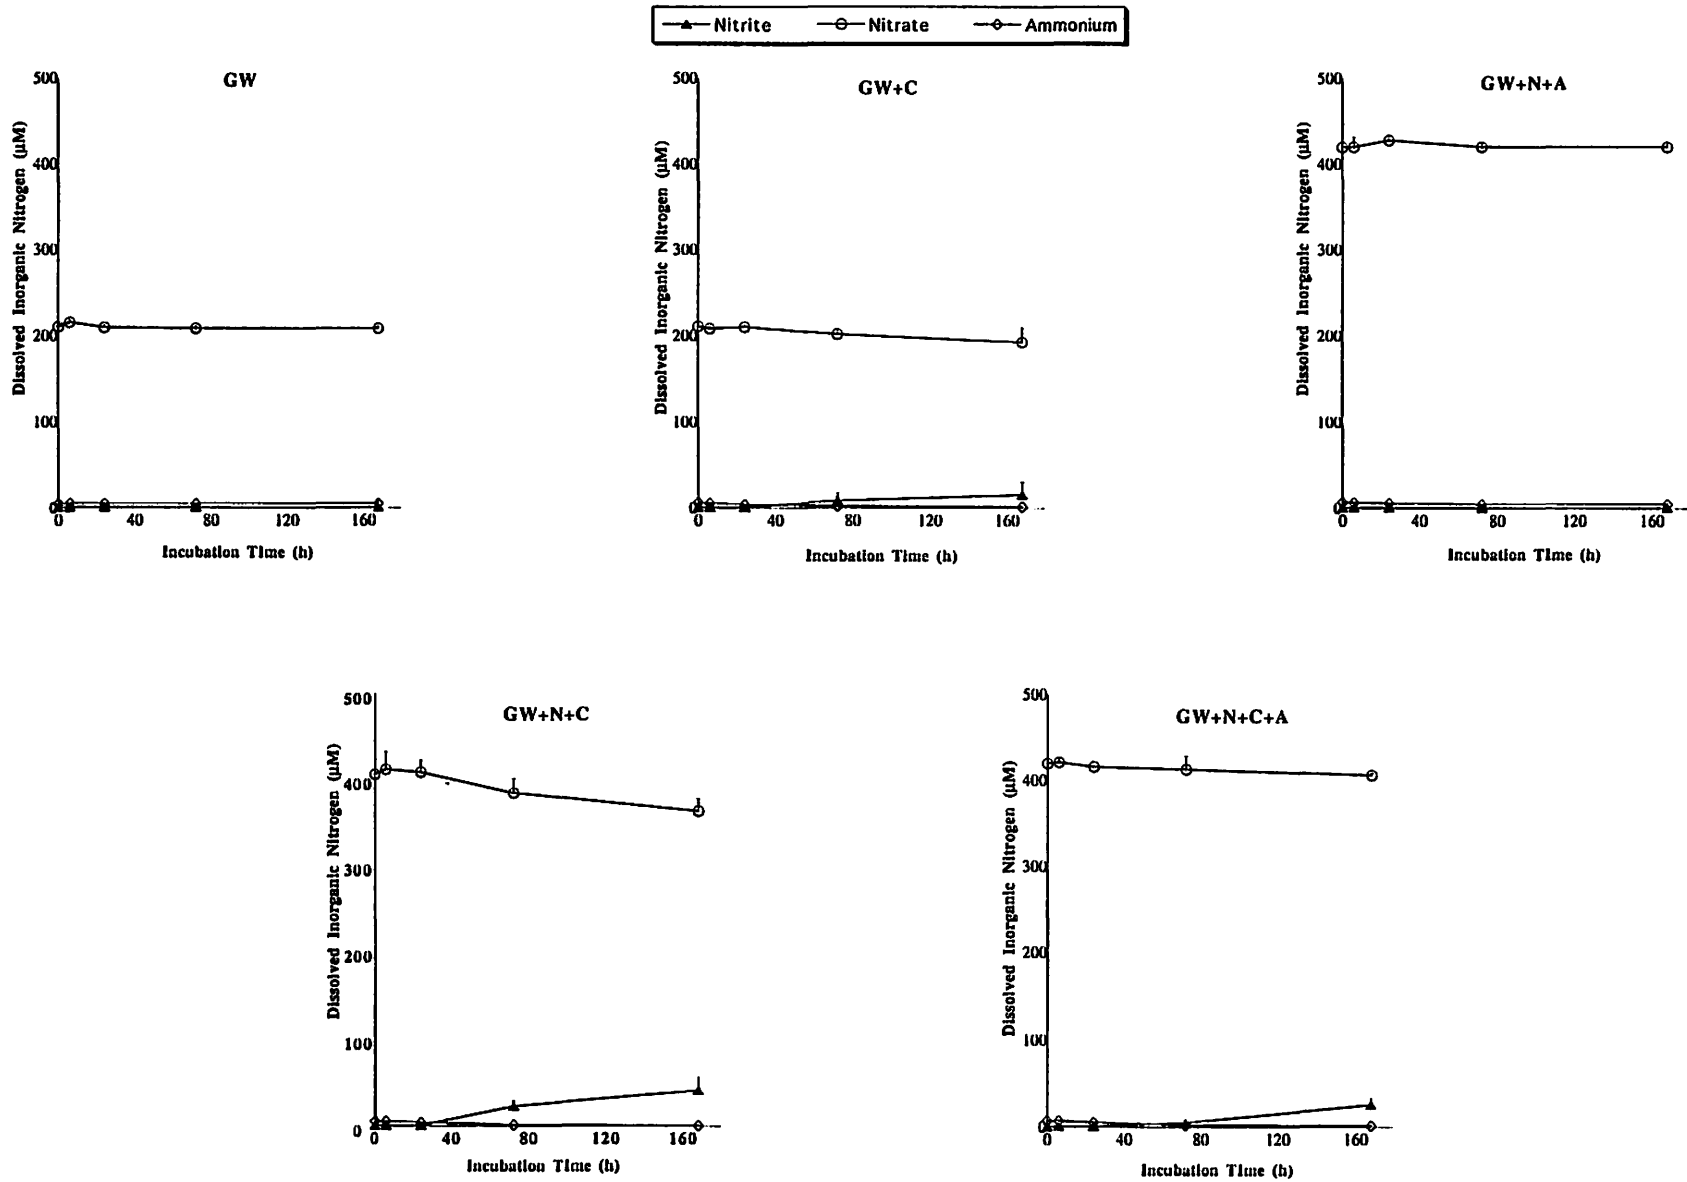 Nitrite Nitrate Ammonium
GW
500
400
300
200
100
0
0 40 80 120 160
Dissolved Inorganic Nitrogen (µM)
Incubation Time (h)
GW+C
500
400
300
200
100
0
0 40 80 120 160
Dissolved Inorganic Nitrogen (µM)
Incubation Time (h)
GW+N+A
500
400
300
200
100
0
0 40 80 120 160
Dissolved Inorganic Nitrogen (µM)
Incubation Time (h)
GW+N+C
500
400
300
200
100
0
0 40 80 120 160
Dissolved Inorganic Nitrogen (µM)
Incubation Time (h)
GW+N+C+A
500
400
300
200
100
0
0 40 80 120 160
Dissolved Inorganic Nitrogen (µM)
Incubation Time (h)